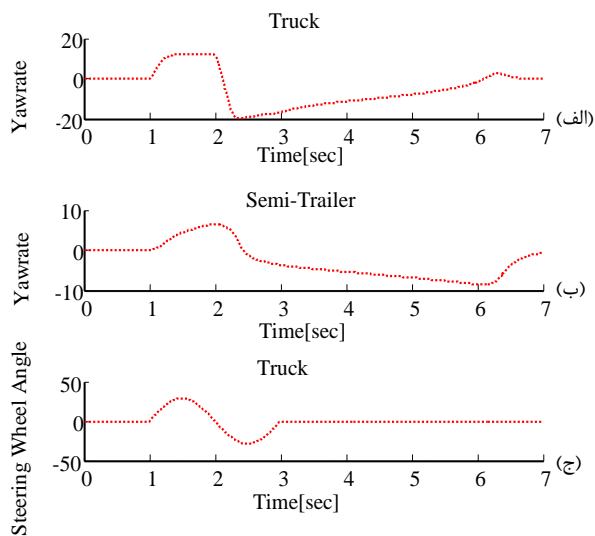 Truck
20
0
-20
Yawrate
0 1 2 3 4 5 6 7
Time[sec]
(الف)
Semi-Trailer
10
0
-10
Yawrate
0 1 2 3 4 5 6 7
Time[sec]
(ب)
Truck
50
0
-50
Steering Wheel Angle
0 1 2 3 4 5 6 7
Time[sec]
(ج)